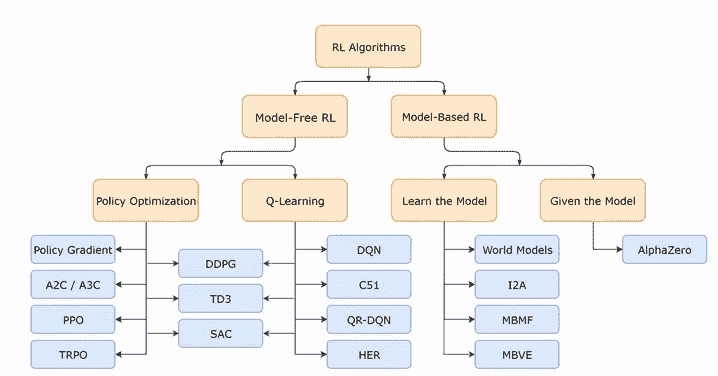 RL Algorithms
Model-Free RL
Model-Based RL
Policy Optimization
Q-Learning
Learn the Model
Given the Model
Policy Gradient
DQN
World Models
AlphaZero
DDPG
A2C / A3C
C51
I2A
TD3
PPO
QR-DQN
MBMF
SAC
TRPO
HER
MBVE